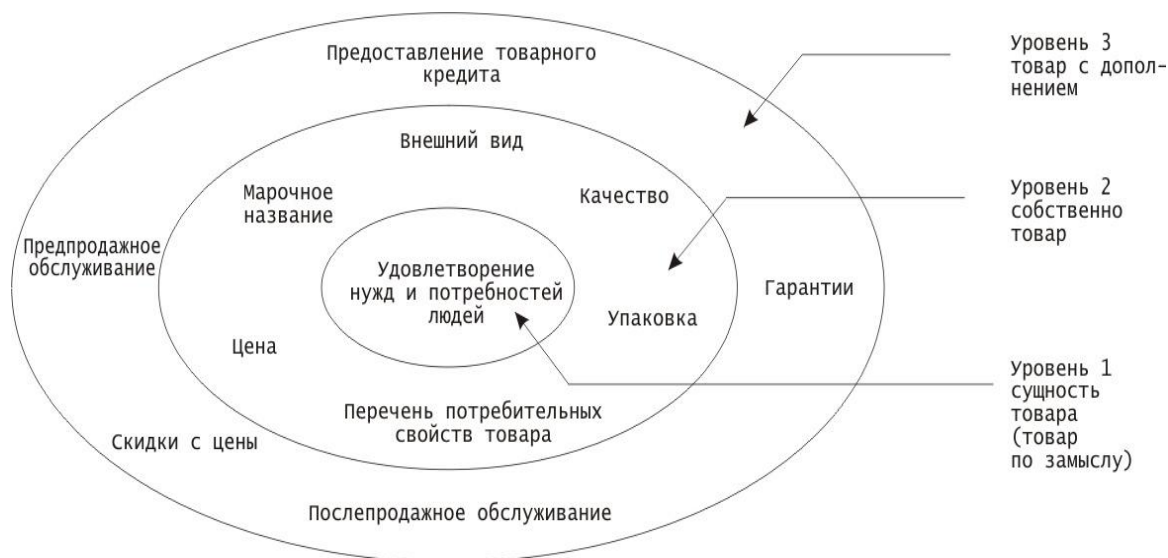 Предоставление товарного
кредита
Уровень 3
товар с допол-
нением
Внешний вид
Марочное
название
Качество
Уровень 2
собственно
товар
Предпродажное
обслуживание
Удовлетворение
нужд и потребностей
людей
Гарантии
Упаковка
Цена
Уровень 1
сущность
товара
(товар
по замыслу)
Перечень потребительных
свойств товара
Скидки с цены
Послепродажное обслуживание